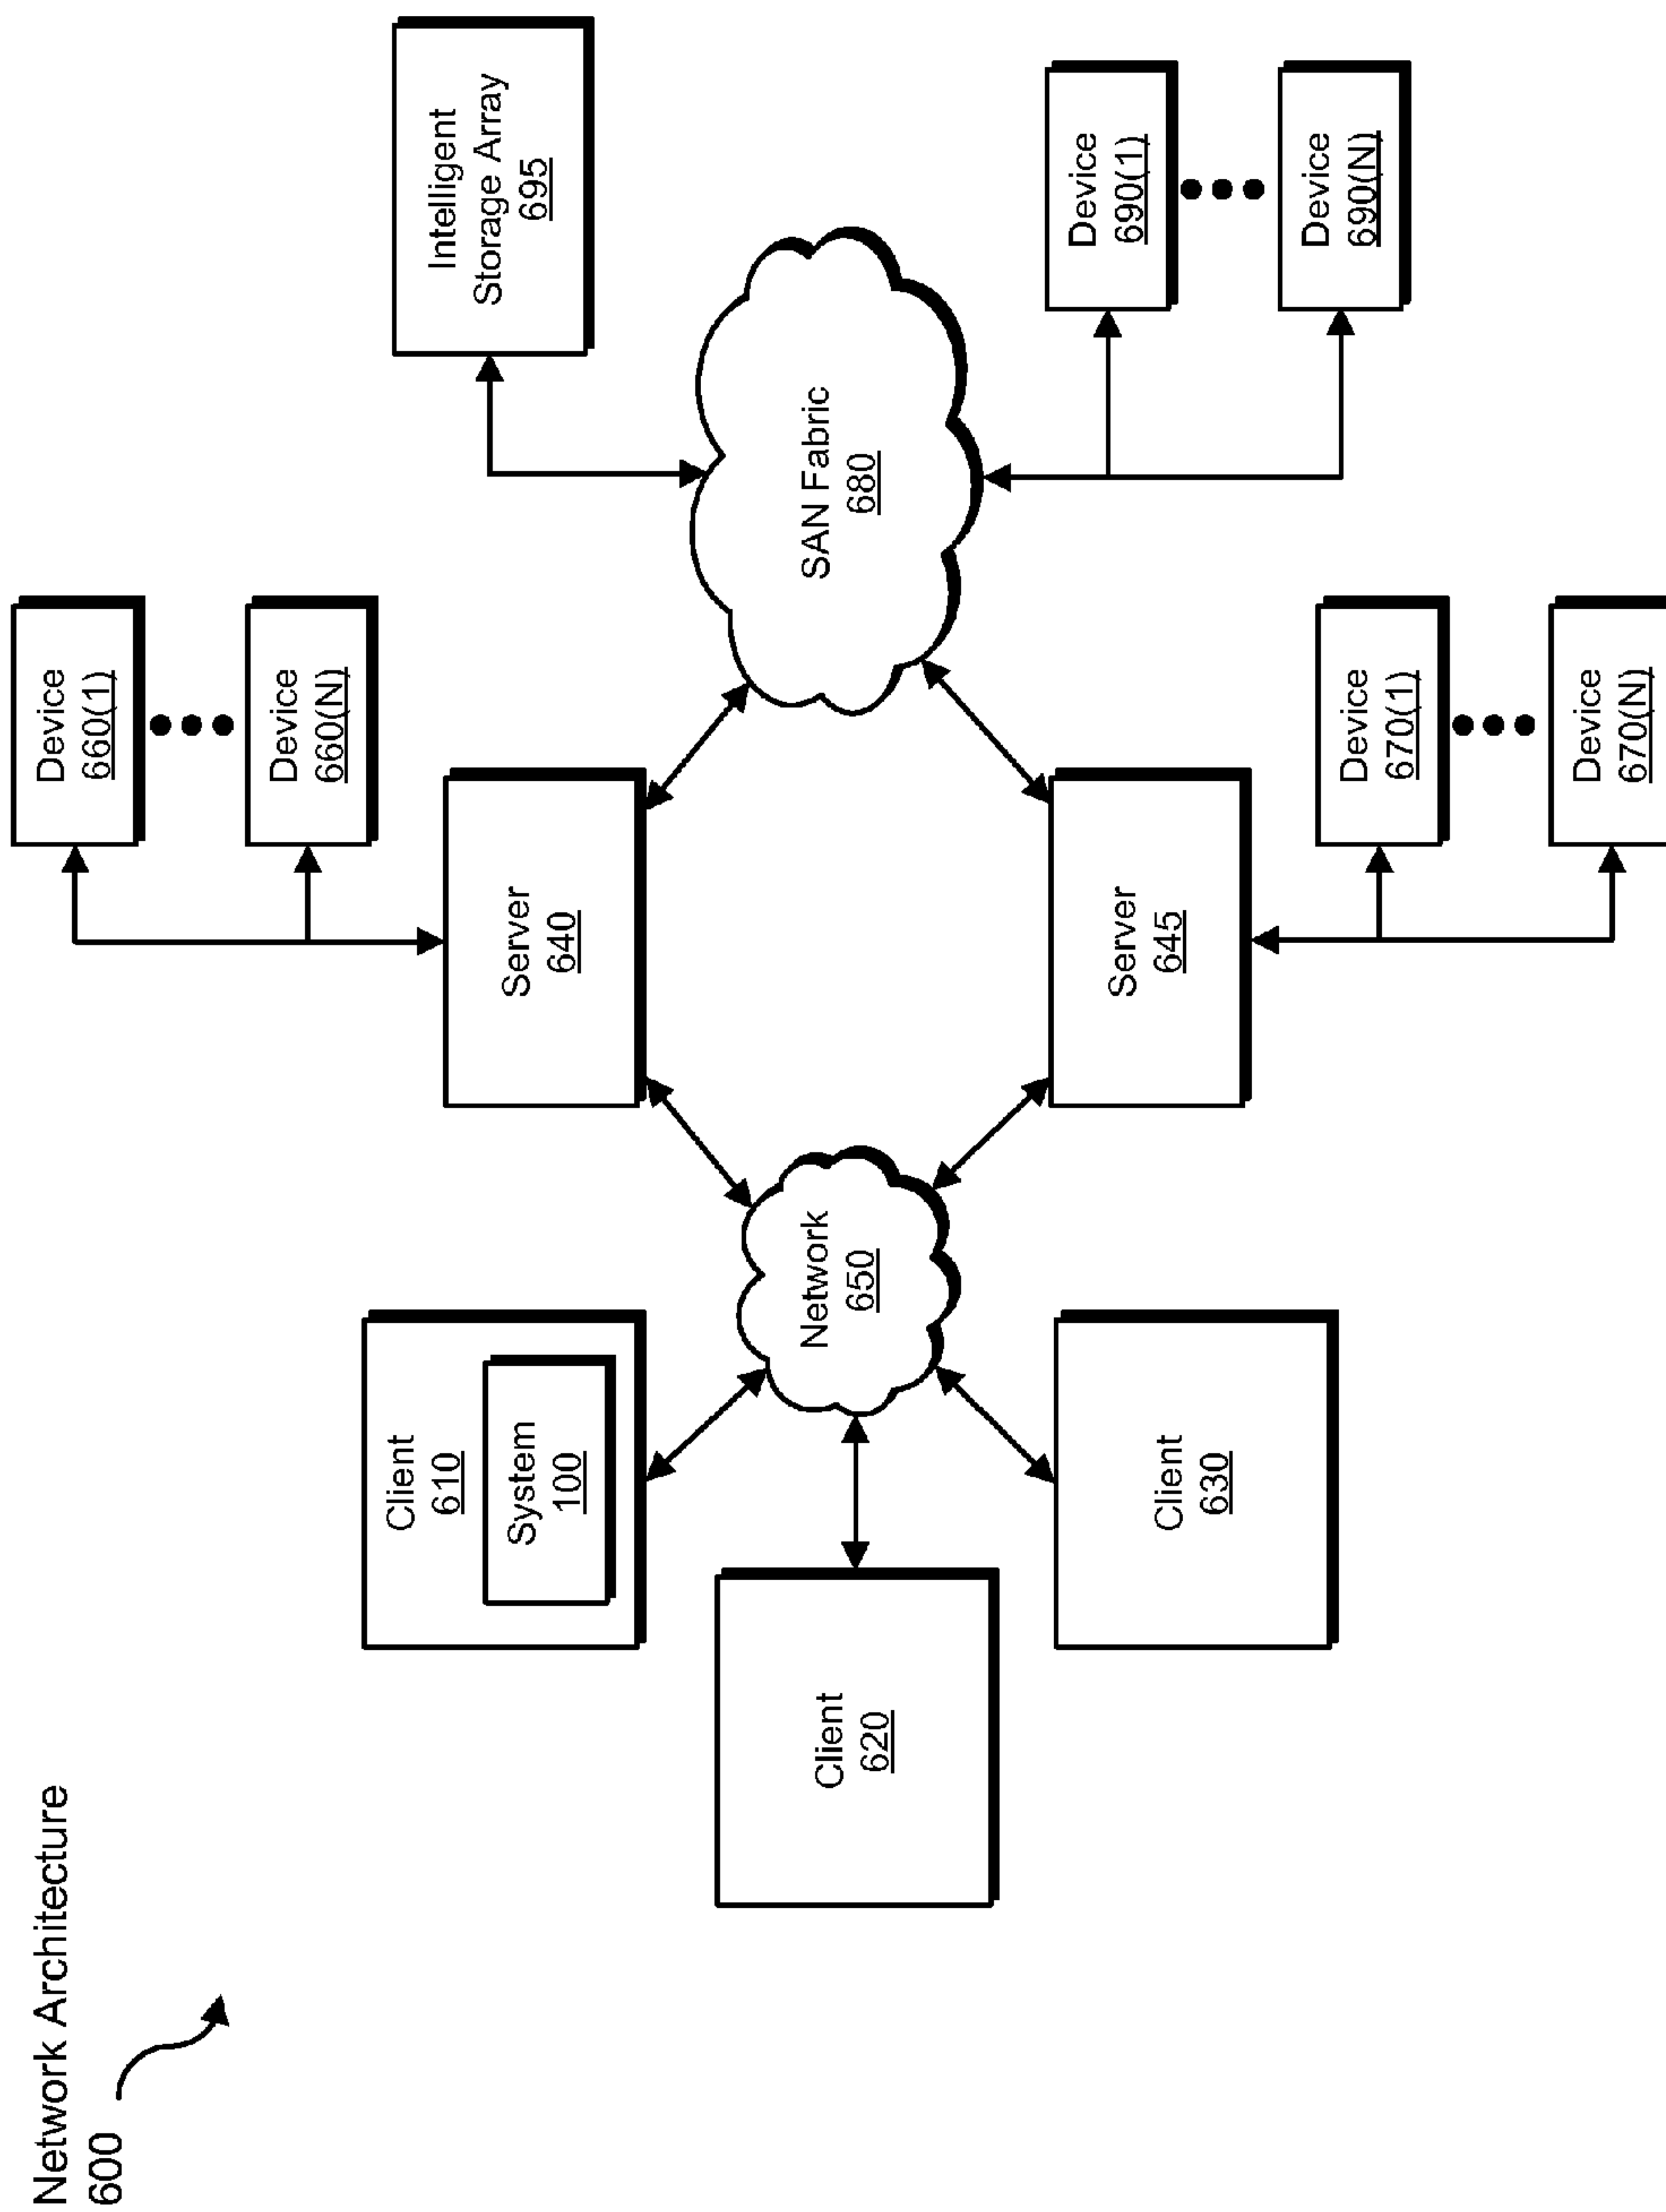 Network Architecture
600
Client
610
System
100
Client
620
Client
630
Network
650
Server
640
Server
645
Device
660(1)
Device
660(N)
Device
670(1)
Device
670(N)
SAN Fabric
680
Intelligent
Storage Array
695
Device
690(1)
Device
690(N)